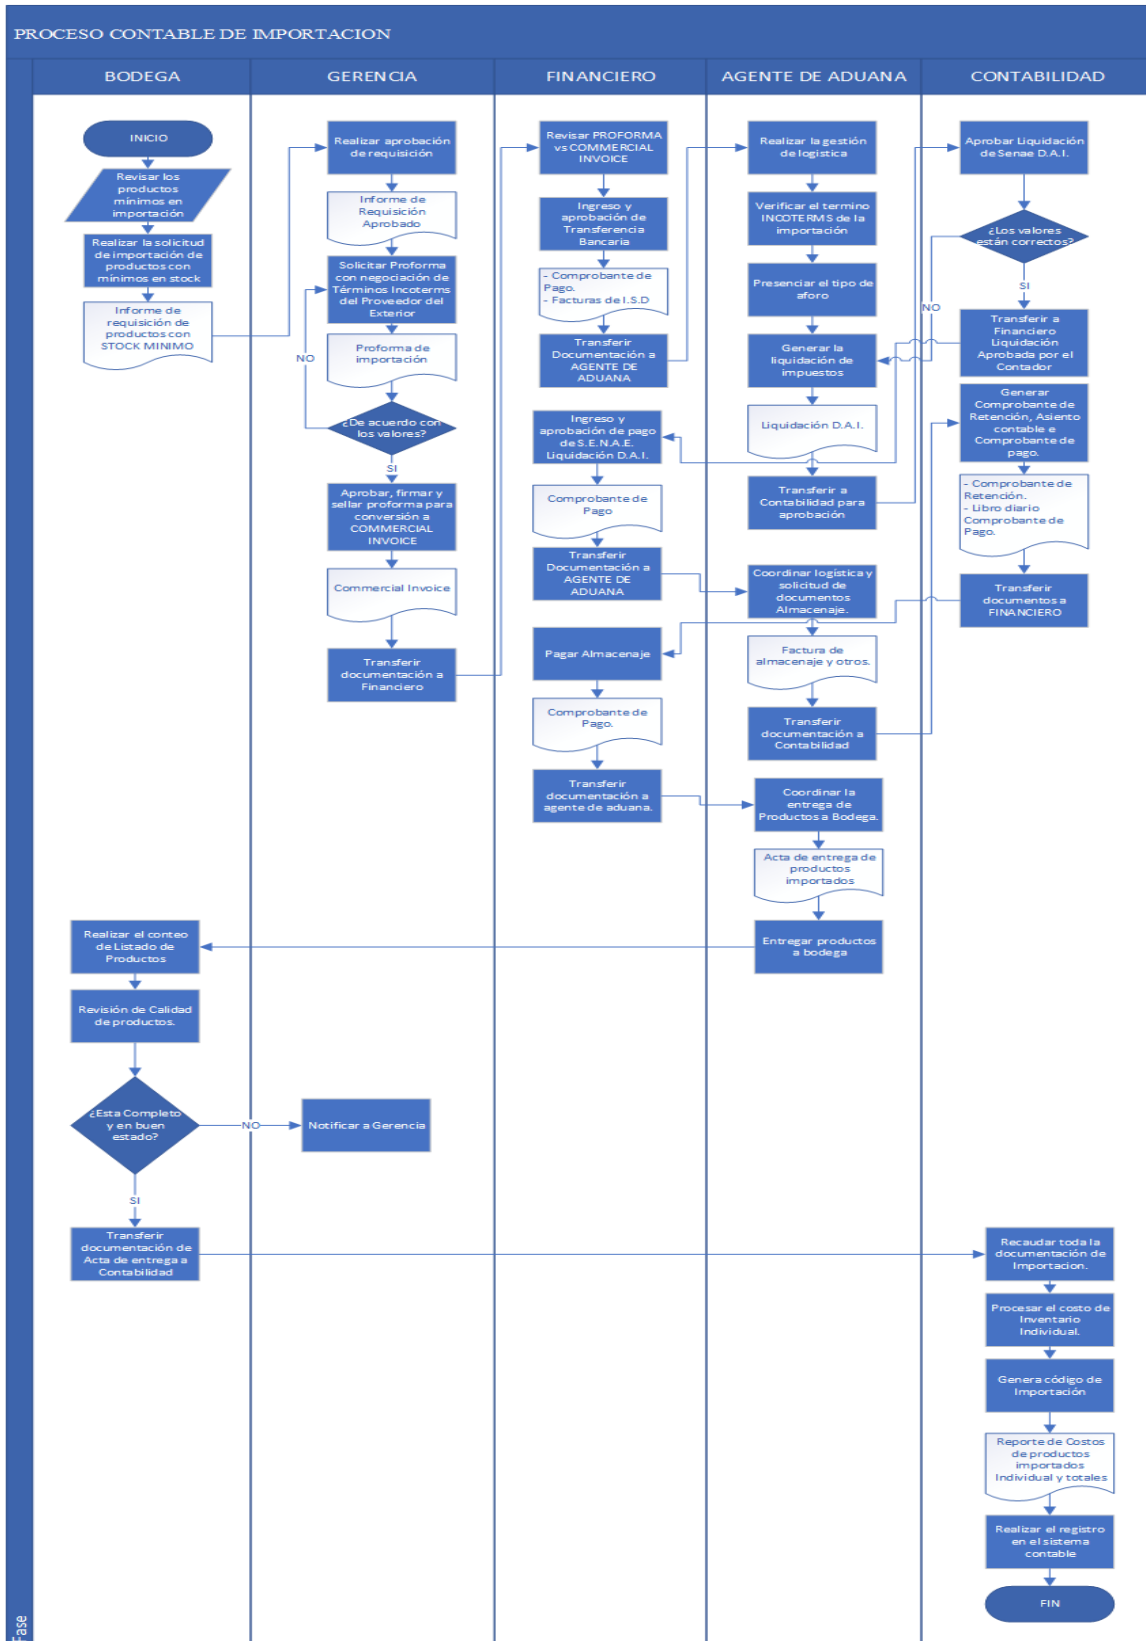 PROCESO CONTABLE DE IMPORTACION
BODEGA
GERENCIA
FINANCIERO
AGENTE DE ADUANA
CONTABILIDAD
INICIO
Revisar los
productos
mínimos en
importación
Realizar la solicitud
de importación de
productos con
mínimos en stock
Informe de
requisición de
productos con
STOCK MINIMO
Realizar aprobación
de requisición
Informe de
Requisición
Aprobado
Solicitar Proforma
con negociación de
Términos Incoterms
del Proveedor del
Exterior
NO
Proforma de
importación
¿De acuerdo con
los valores?
SI
Aprobar, firmar y
sellar proforma para
conversión a
COMMERCIAL
INVOICE
Commercial Invoice
Transferir
documentación a
Financiero
Revisar PROFORMA
vs COMMERCIAL
INVOICE
Ingreso y
aprobación de
Transferencia
Bancaria
- Comprobante de
Pago.
- Facturas de I.S.D
Transferir
Documentación a
AGENTE DE
ADUANA
Ingreso y
aprobación de pago
de S.E.N.A.E.
Liquidación D.A.I.
Comprobante de
Pago
Transferir
Documentación a
AGENTE DE
ADUANA
Pagar Almacenaje
Comprobante de
Pago.
Transferir
documentación a
agente de aduana.
Realizar la gestión
de logistica
Verificar el termino
INCOTERMS de la
importación
Presenciar el tipo de
aforo
Generar la
liquidación de
impuestos
Liquidación D.A.I.
Transferir a
Contabilidad para
aprobación
Coordinar logística y
solicitud de
documentos
Almacenaje.
Factura de
almacenaje y otros.
Transferir
documentación a
Contabilidad
Coordinar la
entrega de
Productos a Bodega.
Acta de entrega de
productos
importados
Entregar productos
a bodega
Aprobar Liquidación
de Senae D.A.I.
¿Los valores
están correctos?
SI
NO
Transferir a
Financiero
Liquidación
Aprobada por el
Contador
Generar
Comprobante de
Retención, Asiento
contable e
Comprobante de
pago.
- Comprobante de
Retención.
- Libro diario
Comprobante de
Pago.
Transferir
documentos a
FINANCIERO
Realizar el conteo
de Listado de
Productos
Revisión de Calidad
de productos.
¿Esta Completo
y en buen
estado?
NO
Notificar a Gerencia
SI
Transferir
documentación de
Acta de entrega a
Contabilidad
Recaudar toda la
documentación de
Importacion.
Procesar el costo de
Inventario
Individual.
Genera código de
Importación
Reporte de Costos
de productos
importados
Individual y totales
Realizar el registro
en el sistema
contable
FIN
Fase